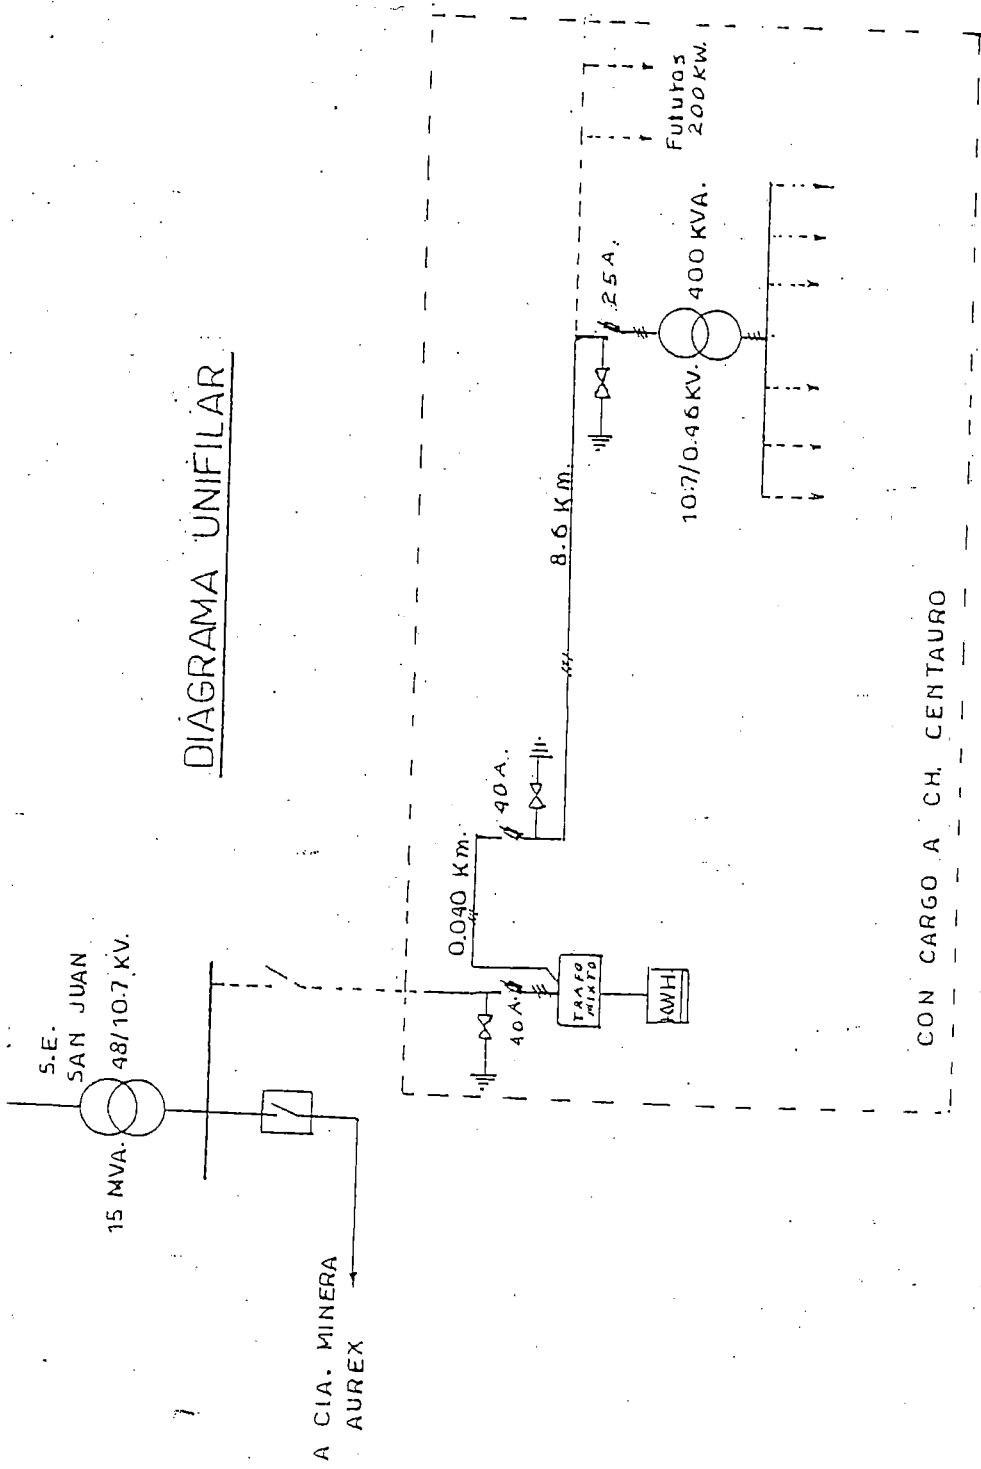 DIAGRAMA UNIFILAR
S.E.
SAN JUAN
15 MVA.
48/10.7 KV.
A CIA. MINERA
AUREX
40 A.
TRAFO
MIXTO
KWH
0.040 Km.
40 A.
8.6 Km.
25 A.
10.7/0.46 KV.
400 KVA.
Futuros
200 KW.
CON CARGO A CH. CENTAURO